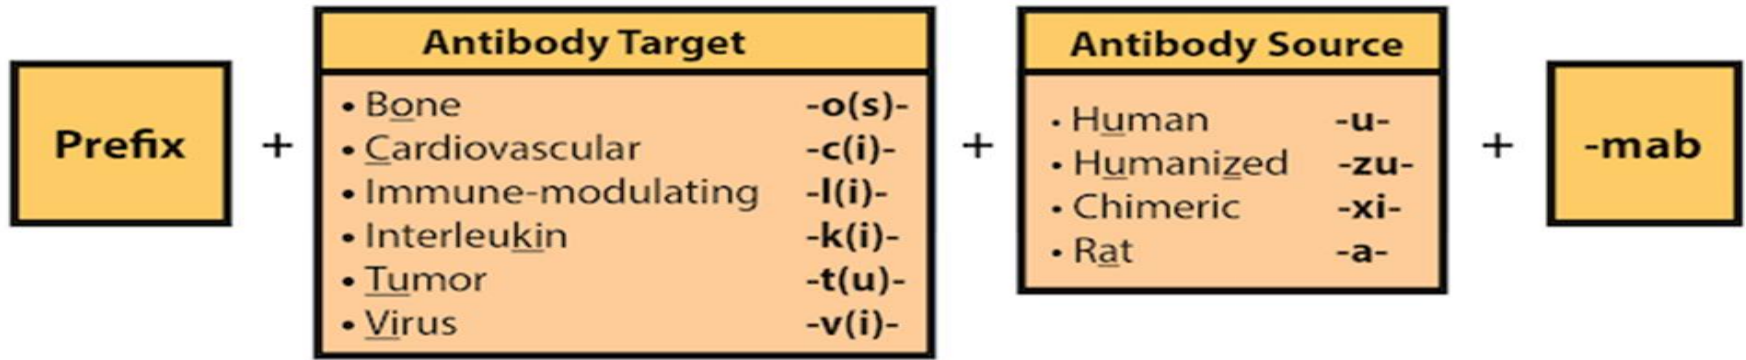 Prefix
+
Antibody Target
• Bone -o(s)-
• Cardiovascular -c(i)-
• Immune-modulating -l(i)-
• Interleukin -k(i)-
• Tumor -t(u)-
• Virus -v(i)-
+
Antibody Source
• Human -u-
• Humanized -zu-
• Chimeric -xi-
• Rat -a-
+
-mab